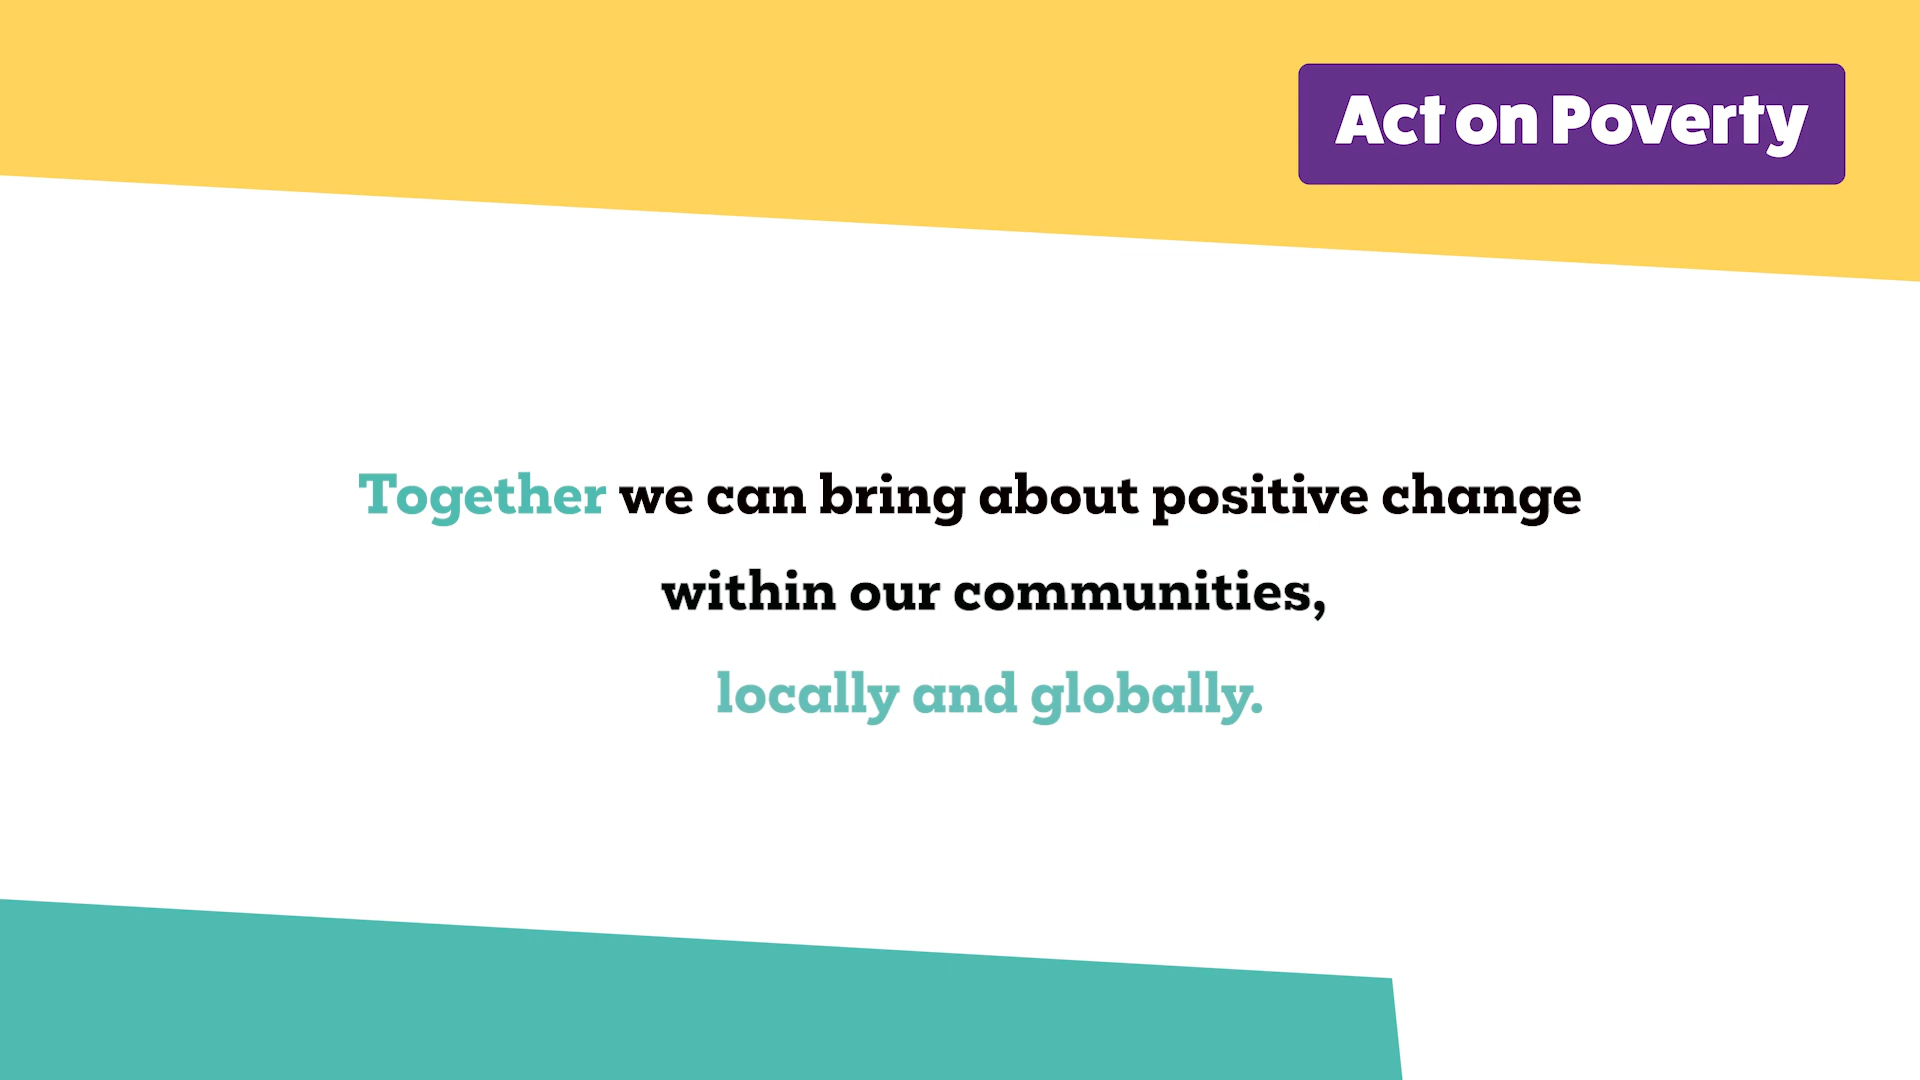 Act on Poverty
Together we can bring about positive change
within our communities,
locally and globally.